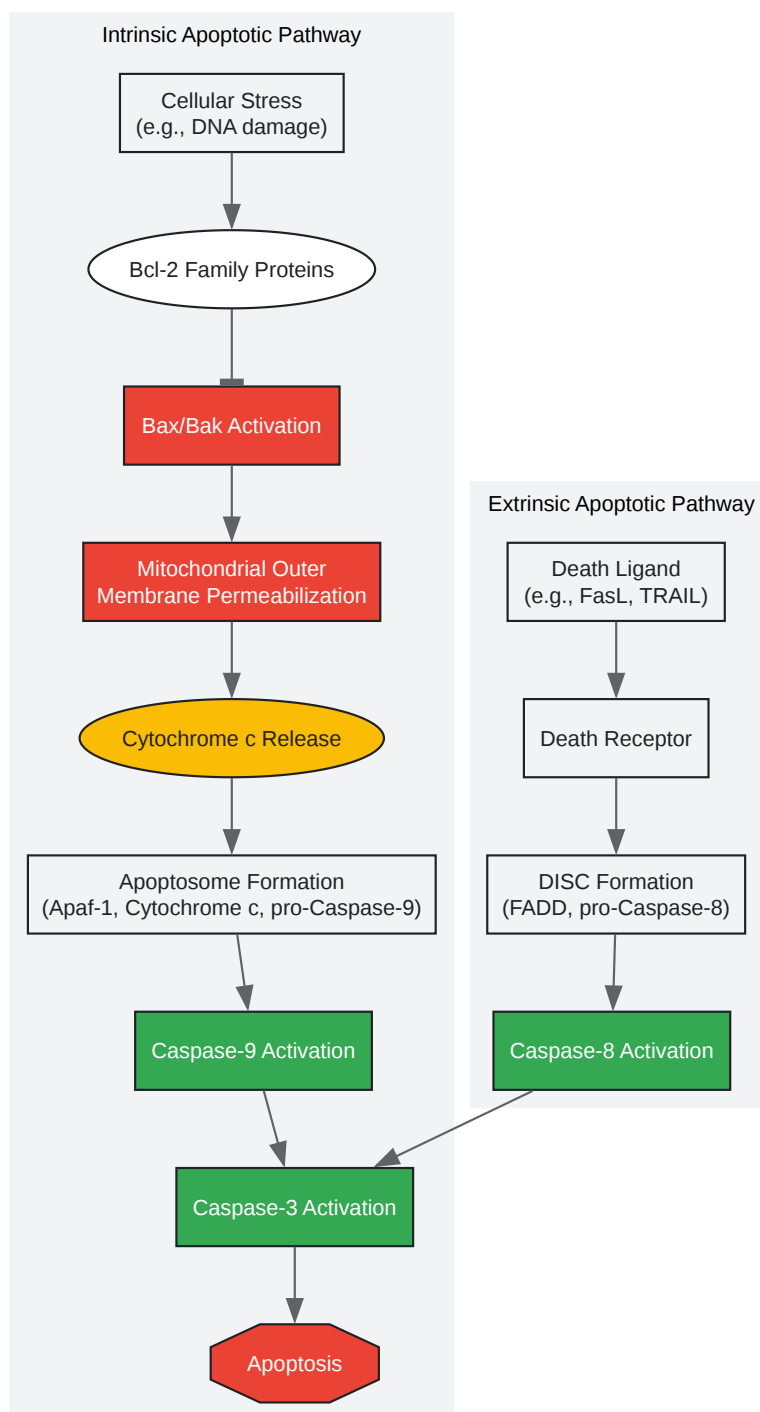 Intrinsic Apoptotic Pathway
Cellular Stress
(e.g., DNA damage)
Bcl-2 Family Proteins
Bax/Bak Activation
Mitochondrial Outer
Membrane Permeabilization
Cytochrome c Release
Apoptosome Formation
(Apaf-1, Cytochrome c, pro-Caspase-9)
Caspase-9 Activation
Caspase-3 Activation
Apoptosis
Extrinsic Apoptotic Pathway
Death Ligand
(e.g., FasL, TRAIL)
Death Receptor
DISC Formation
(FADD, pro-Caspase-8)
Caspase-8 Activation